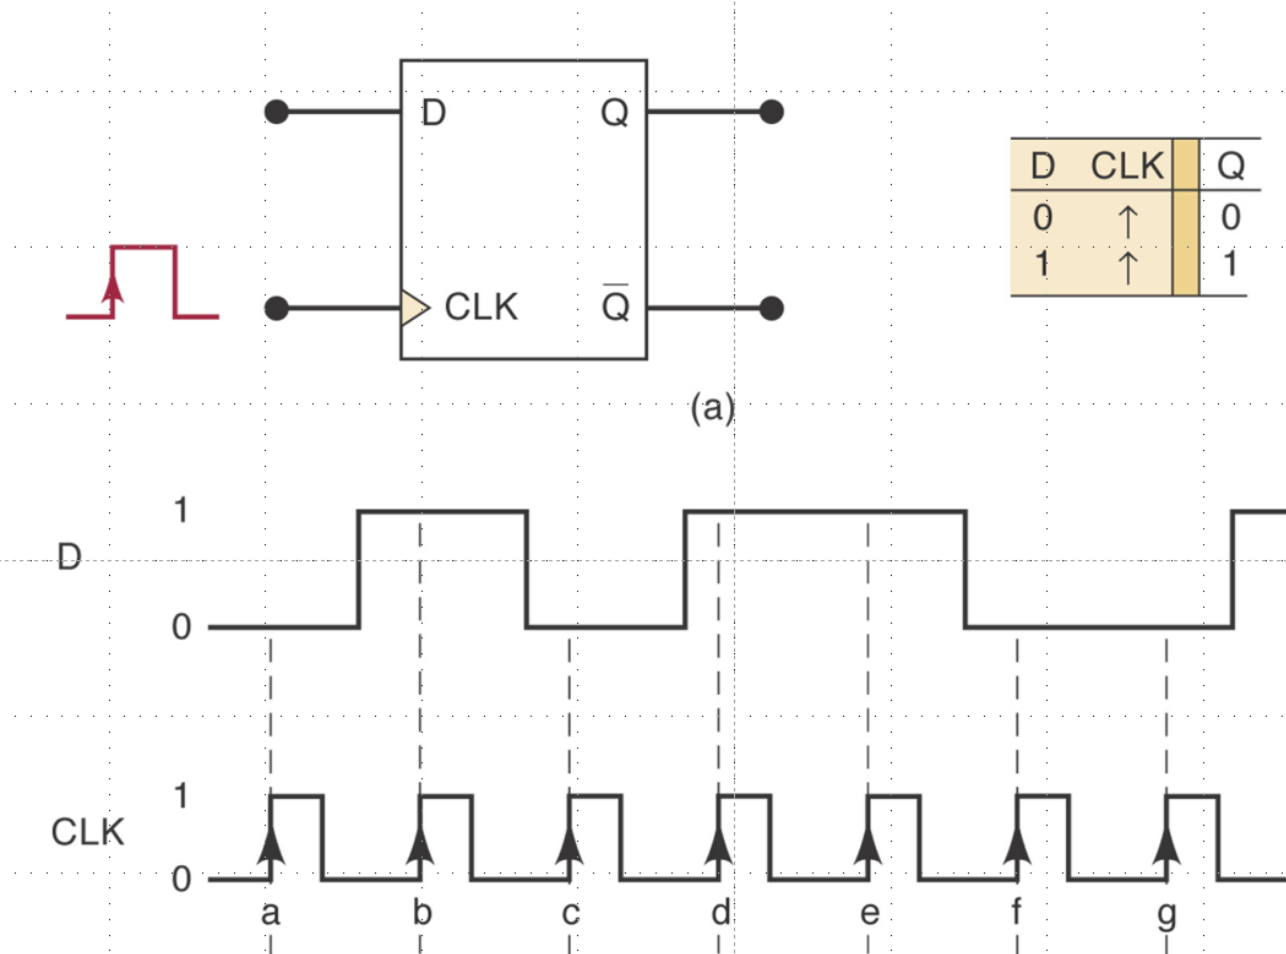 D Q
D CLK Q
0 ↑ 0
1 ↑ 1
CLK Q̅
(a)
1
D
0
1
CLK
0
a b c d e f g